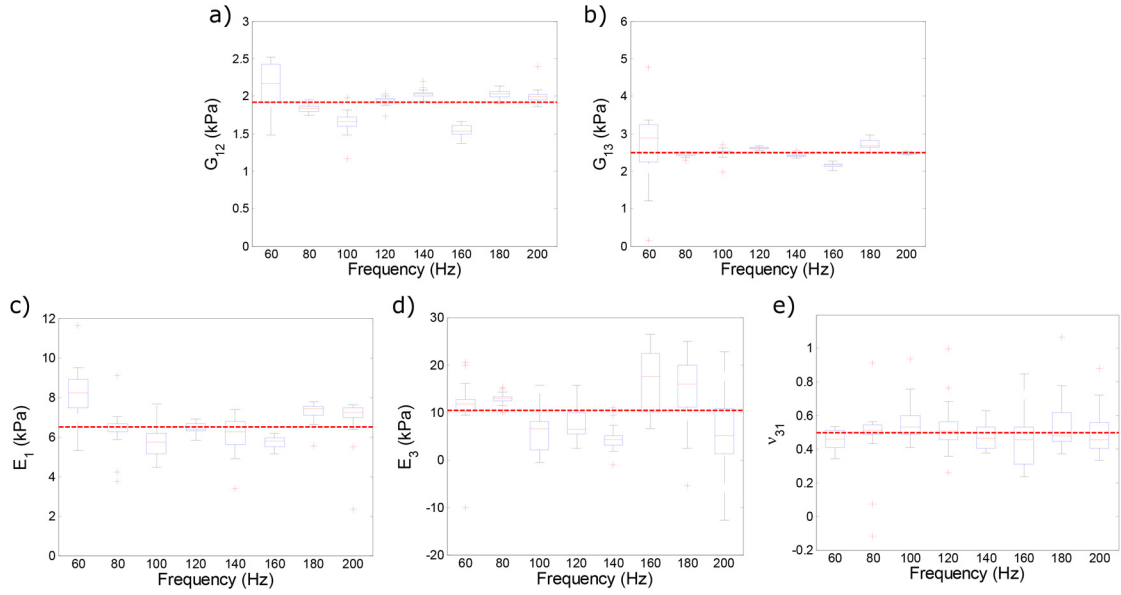 a)
3
2.5
2
1.5
1
0.5
0
G12 (kPa)
60 80 100 120 140 160 180 200
Frequency (Hz)
b)
6
5
4
3
2
1
0
G13 (kPa)
60 80 100 120 140 160 180 200
Frequency (Hz)
c)
12
10
8
6
4
2
0
E1 (kPa)
60 80 100 120 140 160 180 200
Frequency (Hz)
d)
30
20
10
0
-10
-20
E3 (kPa)
60 80 100 120 140 160 180 200
Frequency (Hz)
e)
1
0.8
0.6
0.4
0.2
0
-0.2
ν31
60 80 100 120 140 160 180 200
Frequency (Hz)